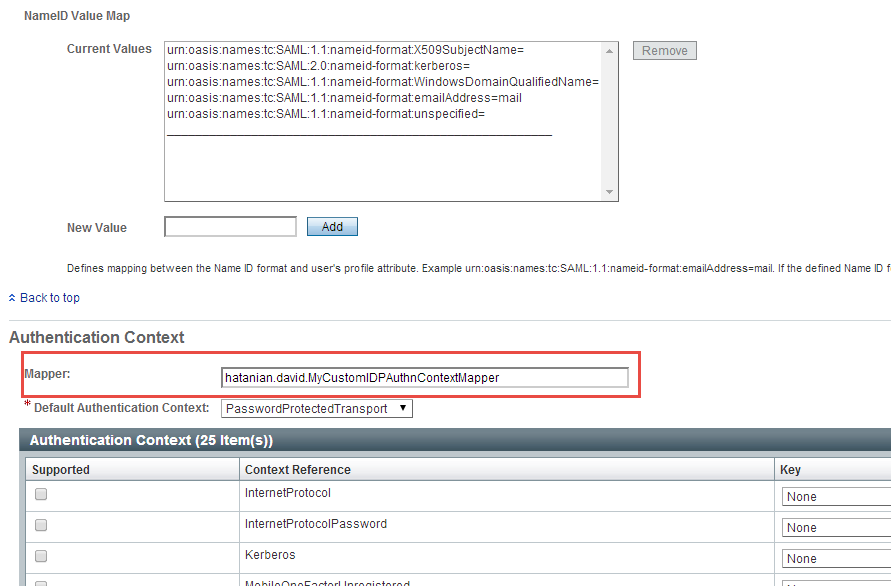 NameID Value Map
Current Values
urn:oasis:names:tc:SAML:1.1:nameid-format:X509SubjectName=
urn:oasis:names:tc:SAML:2.0:nameid-format:kerberos=
urn:oasis:names:tc:SAML:1.1:nameid-format:WindowsDomainQualifiedName=
urn:oasis:names:tc:SAML:1.1:nameid-format:emailAddress=mail
urn:oasis:names:tc:SAML:1.1:nameid-format:unspecified=
Remove
New Value
Add
Defines mapping between the Name ID format and user's profile attribute. Example urn:oasis:names:tc:SAML:1.1:nameid-format:emailAddress=mail. If the defined Name ID f
Back to top
Authentication Context
Mapper: hatanian.david.MyCustomIDPAuthnContextMapper
* Default Authentication Context: PasswordProtectedTransport
Authentication Context (25 Item(s))
Supported Context Reference Key
InternetProtocol None
InternetProtocolPassword None
Kerberos None
MobileOneFactorUnregistered